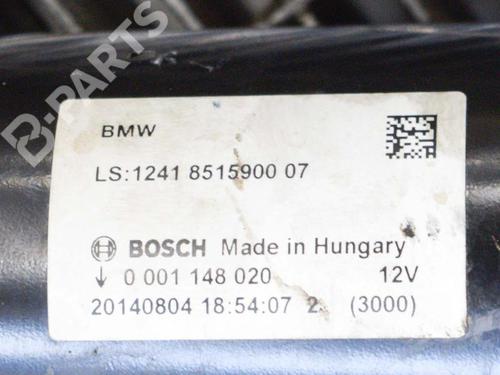 B-PARTS
BMW
LS:1241 8515900 07
BOSCH Made in Hungary
↓ 0 001 148 020 12V
20140804 18:54:07 2 (3000)